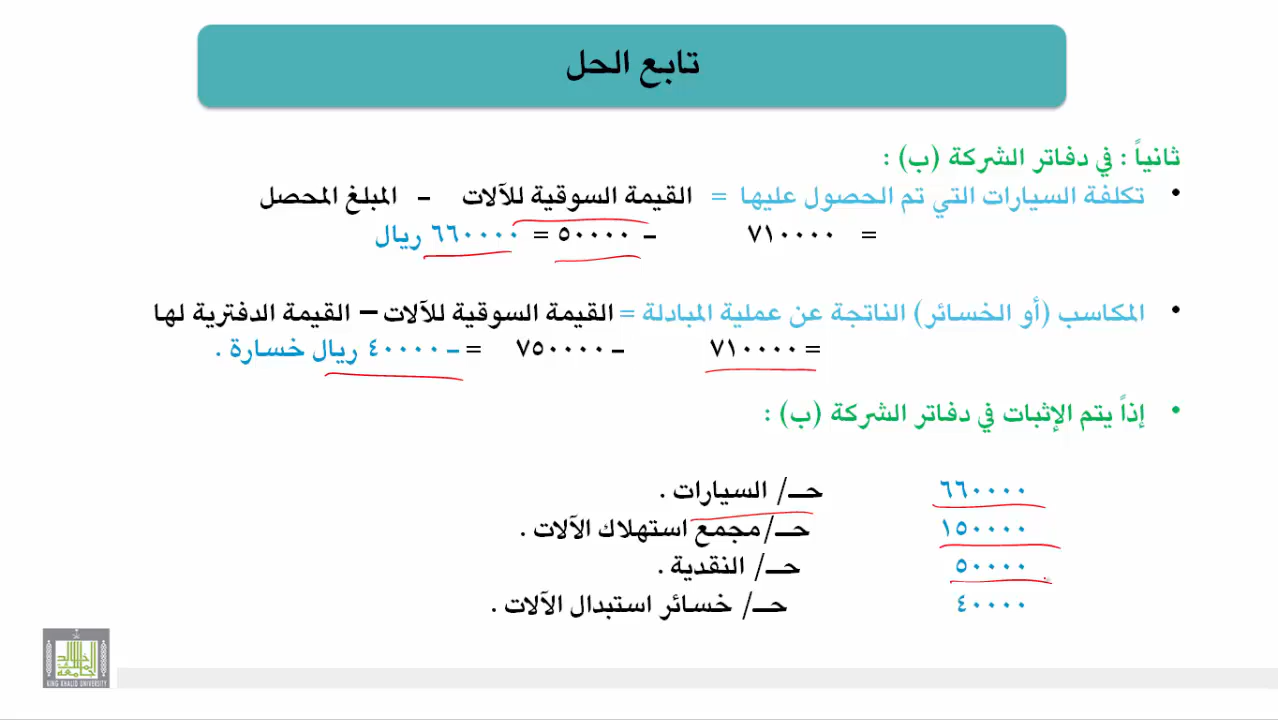 تابع الحل
ثانياً : في دفاتر الشركة (ب) :
• تكلفة السيارات التي تم الحصول عليها = القيمة السوقية للآلات – المبلغ المحصل
= ٧١٠٠٠٠ – ٥٠٠٠٠ = ٦٦٠٠٠٠ ريال
• المكاسب (أو الخسائر) الناتجة عن عملية المبادلة = القيمة السوقية للآلات – القيمة الدفترية لها
= ٧١٠٠٠٠ – ٧٥٠٠٠٠ = – ٤٠٠٠٠ ريال خسارة .
• إذاً يتم الإثبات في دفاتر الشركة (ب) :
٦٦٠٠٠٠ حـ/ السيارات .
١٥٠٠٠٠ حـ/ مجمع استهلاك الآلات .
٥٠٠٠٠ حـ/ النقدية .
٤٠٠٠٠ حـ/ خسائر استبدال الآلات .
KING KHALID UNIVERSITY